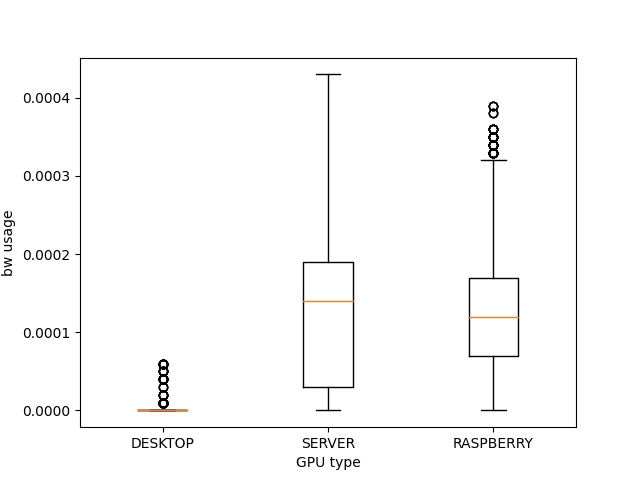 0.0004
0.0003
0.0002
0.0001
0.0000
bw usage
DESKTOP
SERVER
RASPBERRY
GPU type